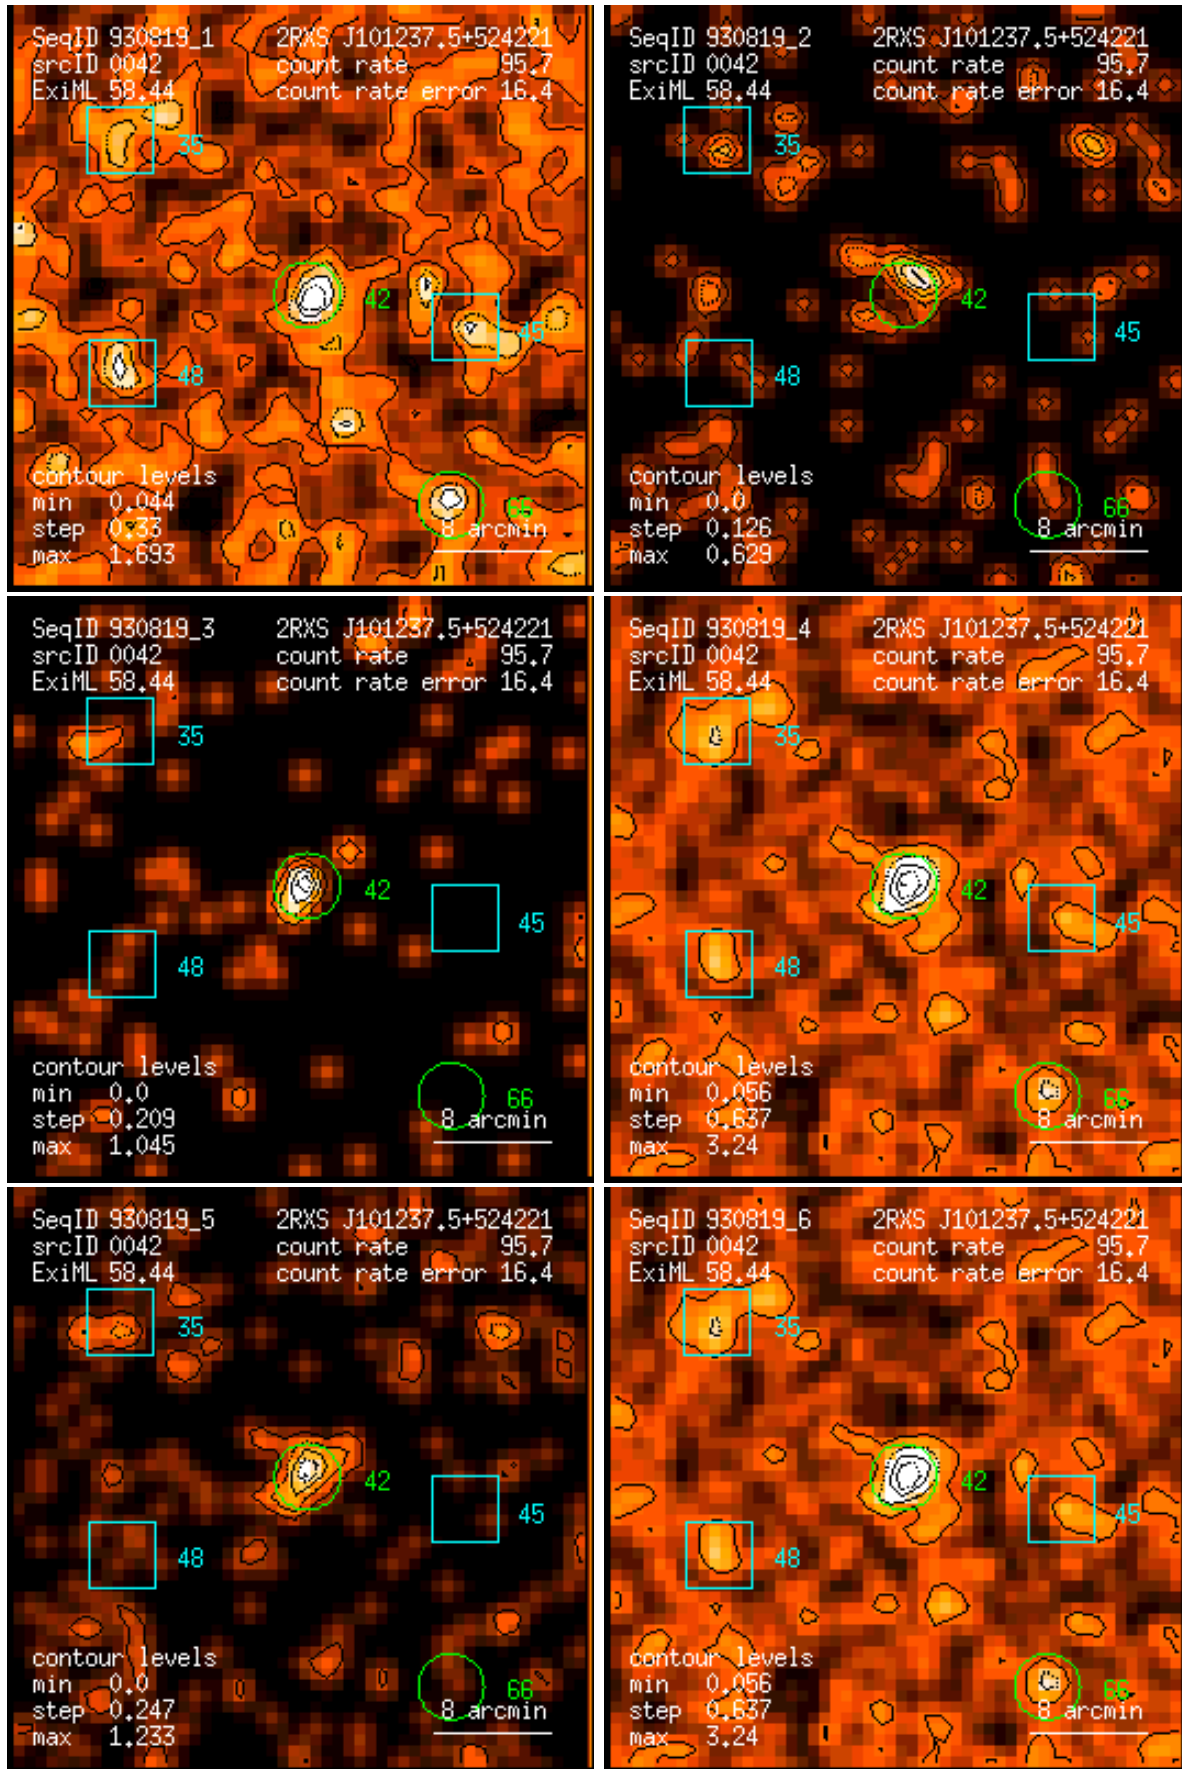 SeqID 930819_1 2RXS J101237.5+524221
srcID 0042 count rate 95.7
ExiML 58.44 count rate error 16.4
35
42
45
48
contour levels
min 0.044
step 0.33 66
max 1.693 8 arcmin
SeqID 930819_2 2RXS J101237.5+524221
srcID 0042 count rate 95.7
ExiML 58.44 count rate error 16.4
35
42
45
48
contour levels
min 0.0
step 0.126 66
max 0.629 8 arcmin
SeqID 930819_3 2RXS J101237.5+524221
srcID 0042 count rate 95.7
ExiML 58.44 count rate error 16.4
35
42
45
48
contour levels
min 0.0
step 0.209 66
max 1.045 8 arcmin
SeqID 930819_4 2RXS J101237.5+524221
srcID 0042 count rate 95.7
ExiML 58.44 count rate error 16.4
35
42
45
48
contour levels
min 0.056
step 0.637 66
max 3.24 8 arcmin
SeqID 930819_5 2RXS J101237.5+524221
srcID 0042 count rate 95.7
ExiML 58.44 count rate error 16.4
35
42
45
48
contour levels
min 0.0
step 0.247 66
max 1.233 8 arcmin
SeqID 930819_6 2RXS J101237.5+524221
srcID 0042 count rate 95.7
ExiML 58.44 count rate error 16.4
35
42
45
48
contour levels
min 0.056
step 0.637 66
max 3.24 8 arcmin